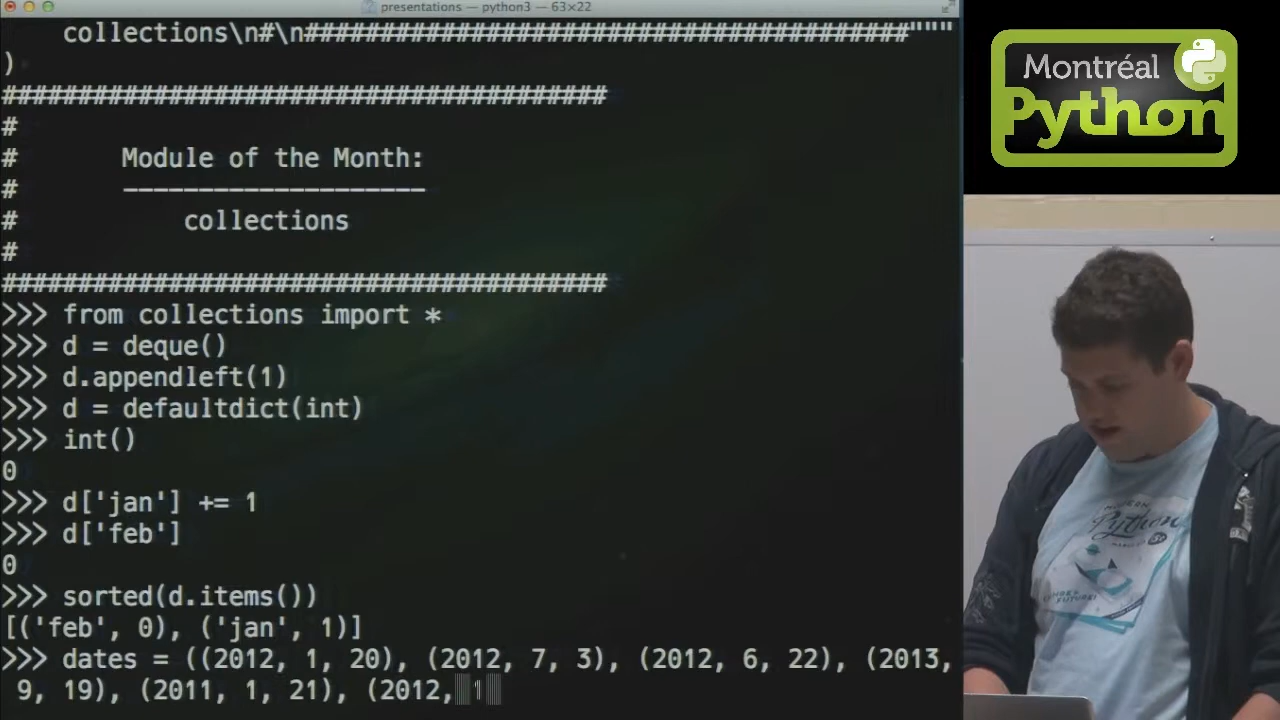 presentations — python3 — 63×22
collections\n#\n########################################"""
)
########################################
#
#       Module of the Month:
#       --------------------
#           collections
#
########################################
>>> from collections import *
>>> d = deque()
>>> d.appendleft(1)
>>> d = defaultdict(int)
>>> int()
0
>>> d['jan'] += 1
>>> d['feb']
0
>>> sorted(d.items())
[('feb', 0), ('jan', 1)]
>>> dates = ((2012, 1, 20), (2012, 7, 3), (2012, 6, 22), (2013,
9, 19), (2011, 1, 21), (2012, 1
Montréal
Python
Python